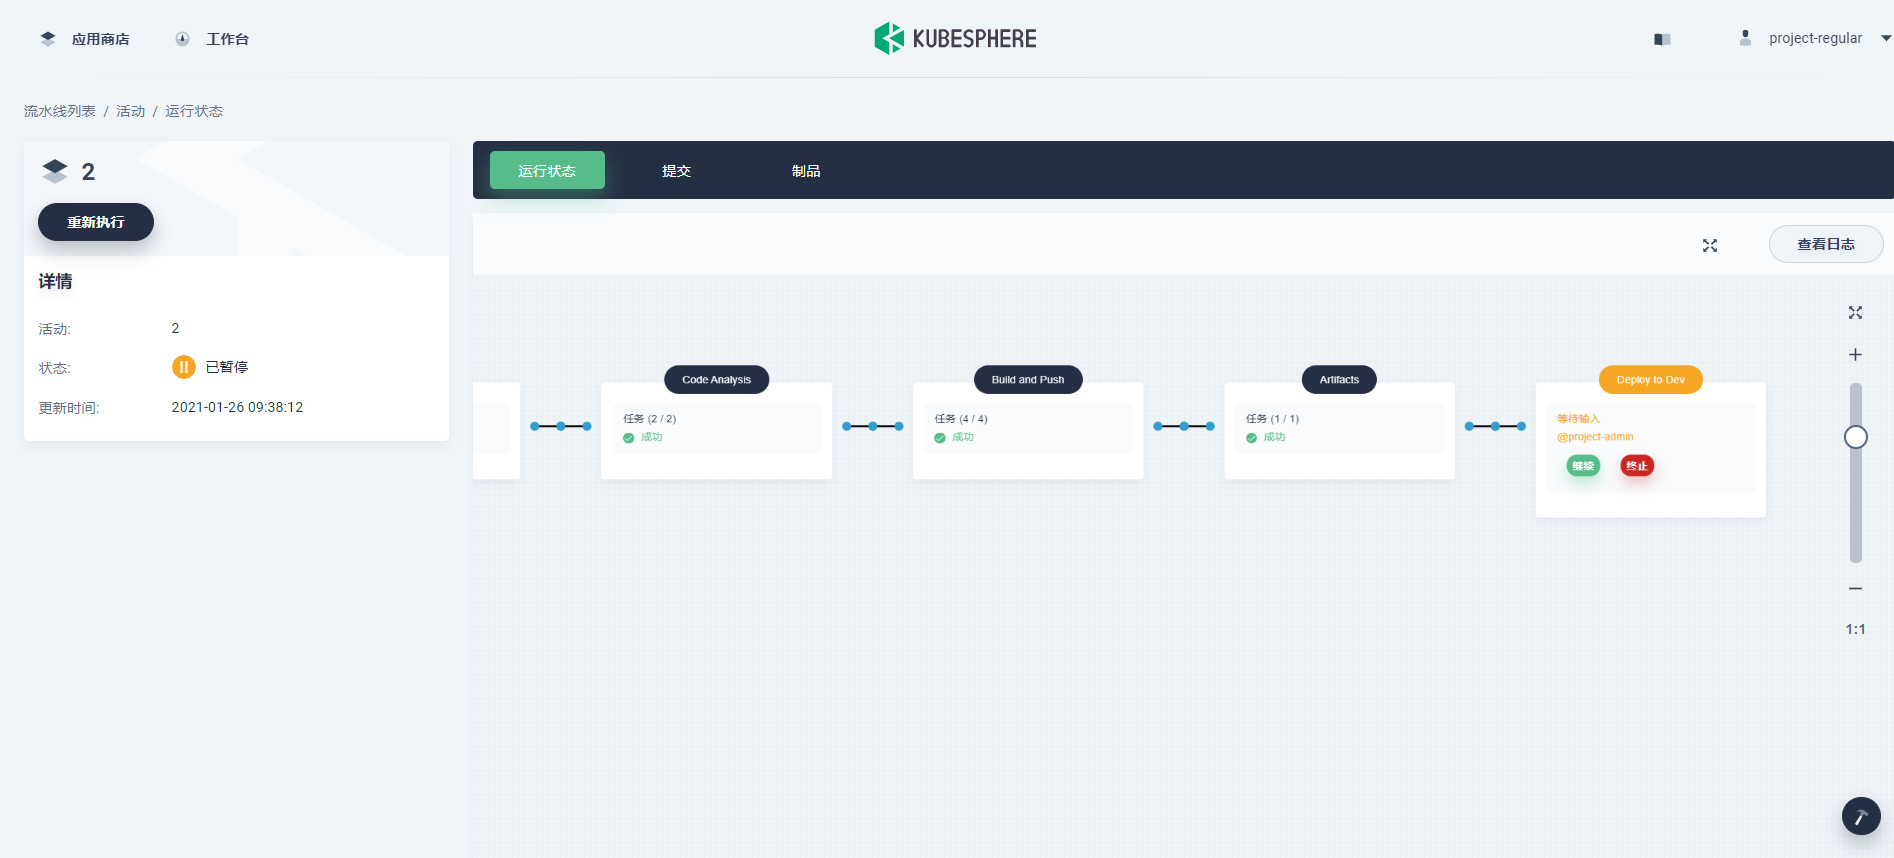 应用商店
工作台
KUBESPHERE
project-regular
流水线列表 / 活动 / 运行状态
2
重新执行
详情
活动: 2
状态: 已暂停
更新时间: 2021-01-26 09:38:12
运行状态
提交
制品
查看日志
Code Analysis
任务 (2 / 2)
成功
Build and Push
任务 (4 / 4)
成功
Artifacts
任务 (1 / 1)
成功
Deploy to Dev
等待输入
@project-admin
继续
终止
1:1